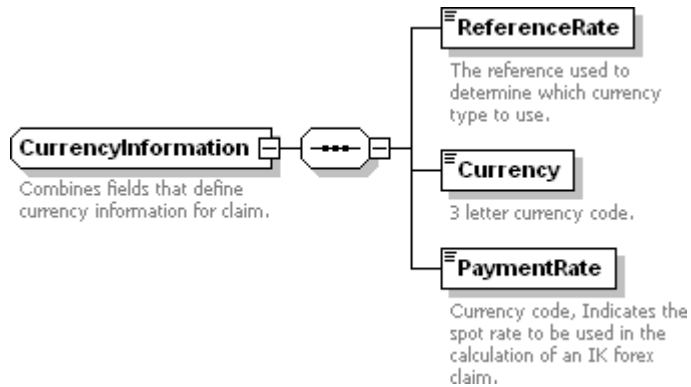 ReferenceRate
The reference used to
determine which currency
type to use.
CurrencyInformation
Combines fields that define
currency information for claim.
Currency
3 letter currency code.
PaymentRate
Currency code, Indicates the
spot rate to be used in the
calculation of an IK forex
claim.